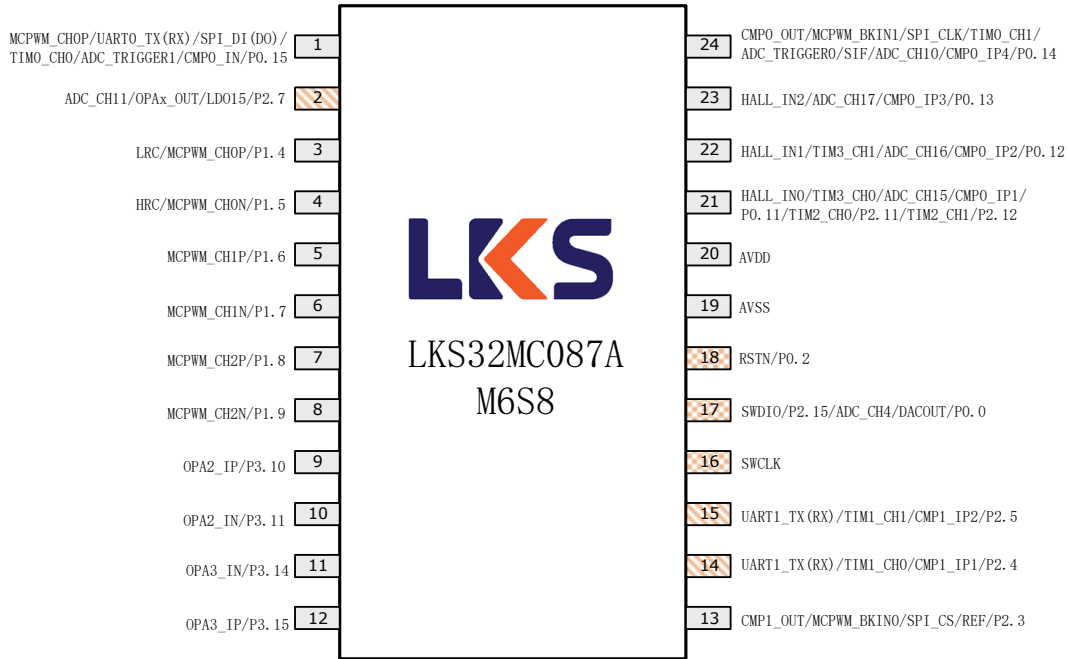 MCPWM_CH0P/UART0_TX(RX)/SPI_DI(DO)/
TIM0_CH0/ADC_TRIGGER1/CMP0_IN/P0.15
1
ADC_CH11/OPAx_OUT/LDO15/P2.7
2
LRC/MCPWM_CH0P/P1.4
3
HRC/MCPWM_CH0N/P1.5
4
MCPWM_CH1P/P1.6
5
MCPWM_CH1N/P1.7
6
MCPWM_CH2P/P1.8
7
MCPWM_CH2N/P1.9
8
OPA2_IP/P3.10
9
OPA2_IN/P3.11
10
OPA3_IN/P3.14
11
OPA3_IP/P3.15
12
LKS
LKS32MC087A
M6S8
24
CMP0_OUT/MCPWM_BKIN1/SPI_CLK/TIM0_CH1/
ADC_TRIGGER0/SIF/ADC_CH10/CMP0_IP4/P0.14
23
HALL_IN2/ADC_CH17/CMP0_IP3/P0.13
22
HALL_IN1/TIM3_CH1/ADC_CH16/CMP0_IP2/P0.12
21
HALL_IN0/TIM3_CH0/ADC_CH15/CMP0_IP1/
P0.11/TIM2_CH0/P2.11/TIM2_CH1/P2.12
20
AVDD
19
AVSS
18
RSTN/P0.2
17
SWDIO/P2.15/ADC_CH4/DACOUT/P0.0
16
SWCLK
15
UART1_TX(RX)/TIM1_CH1/CMP1_IP2/P2.5
14
UART1_TX(RX)/TIM1_CH0/CMP1_IP1/P2.4
13
CMP1_OUT/MCPWM_BKIN0/SPI_CS/REF/P2.3